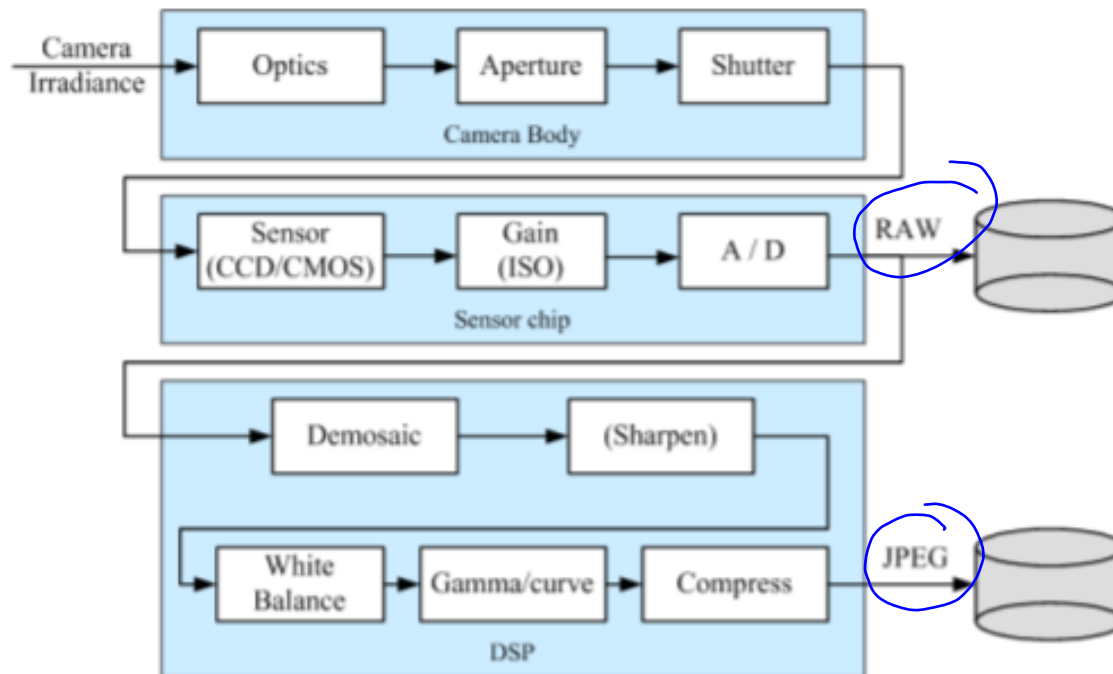 Camera
Irradiance
Optics
Aperture
Shutter
Camera Body
Sensor
(CCD/CMOS)
Gain
(ISO)
A / D
RAW
Sensor chip
Demosaic
(Sharpen)
White
Balance
Gamma/curve
Compress
JPEG
DSP